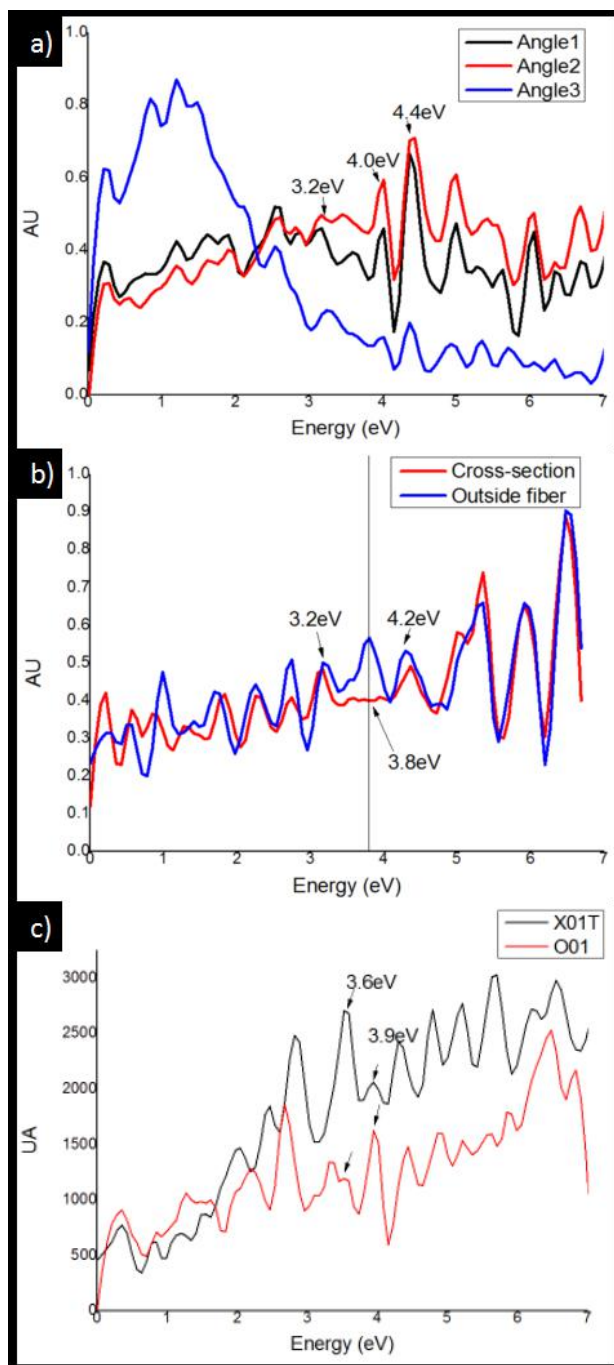 a)
Angle1
Angle2
Angle3
1.0
0.8
0.6
0.4
0.2
0.0
AU
3.2eV
4.0eV
4.4eV
0 1 2 3 4 5 6 7
Energy (eV)
b)
Cross-section
Outside fiber
1.0
0.9
0.8
0.7
0.6
0.5
0.4
0.3
0.2
0.1
0.0
AU
3.2eV
4.2eV
3.8eV
0 1 2 3 4 5 6 7
Energy (eV)
c)
X01T
O01
3000
2500
2000
1500
1000
500
0
UA
3.6eV
3.9eV
0 1 2 3 4 5 6 7
Energy (eV)